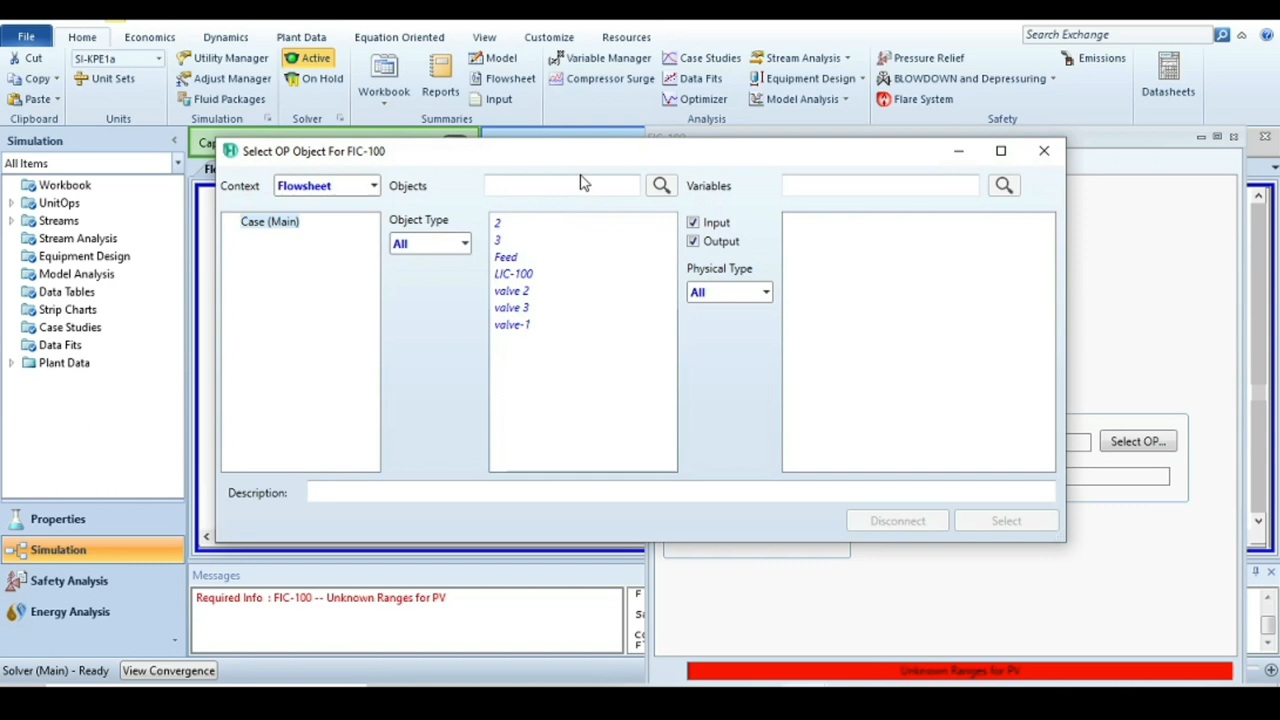 File Home Economics Dynamics Plant Data Equation Oriented View Customize Resources Search Exchange
Cut SI-KPE1a Utility Manager Active Model Variable Manager Case Studies Stream Analysis Pressure Relief Emissions
Copy Unit Sets Adjust Manager On Hold Workbook Reports Flowsheet Compressor Surge Data Fits Equipment Design BLOWDOWN and Depressuring Datasheets
Paste Fluid Packages Input Optimizer Model Analysis Flare System
Clipboard Units Simulation Solver Summaries Analysis Safety
Simulation
All Items
Workbook
UnitOps
Streams
Stream Analysis
Equipment Design
Model Analysis
Data Tables
Strip Charts
Case Studies
Data Fits
Plant Data
Properties
Simulation
Safety Analysis
Energy Analysis
Select OP Object For FIC-100
Context Flowsheet Objects Variables
Case (Main)
Object Type
All
2
3
Feed
LIC-100
valve 2
valve 3
valve-1
Input
Output
Physical Type
All
Description:
Disconnect Select
Select OP...
Messages
Required Info : FIC-100 -- Unknown Ranges for PV
Solver (Main) - Ready View Convergence
Unknown Ranges for PV